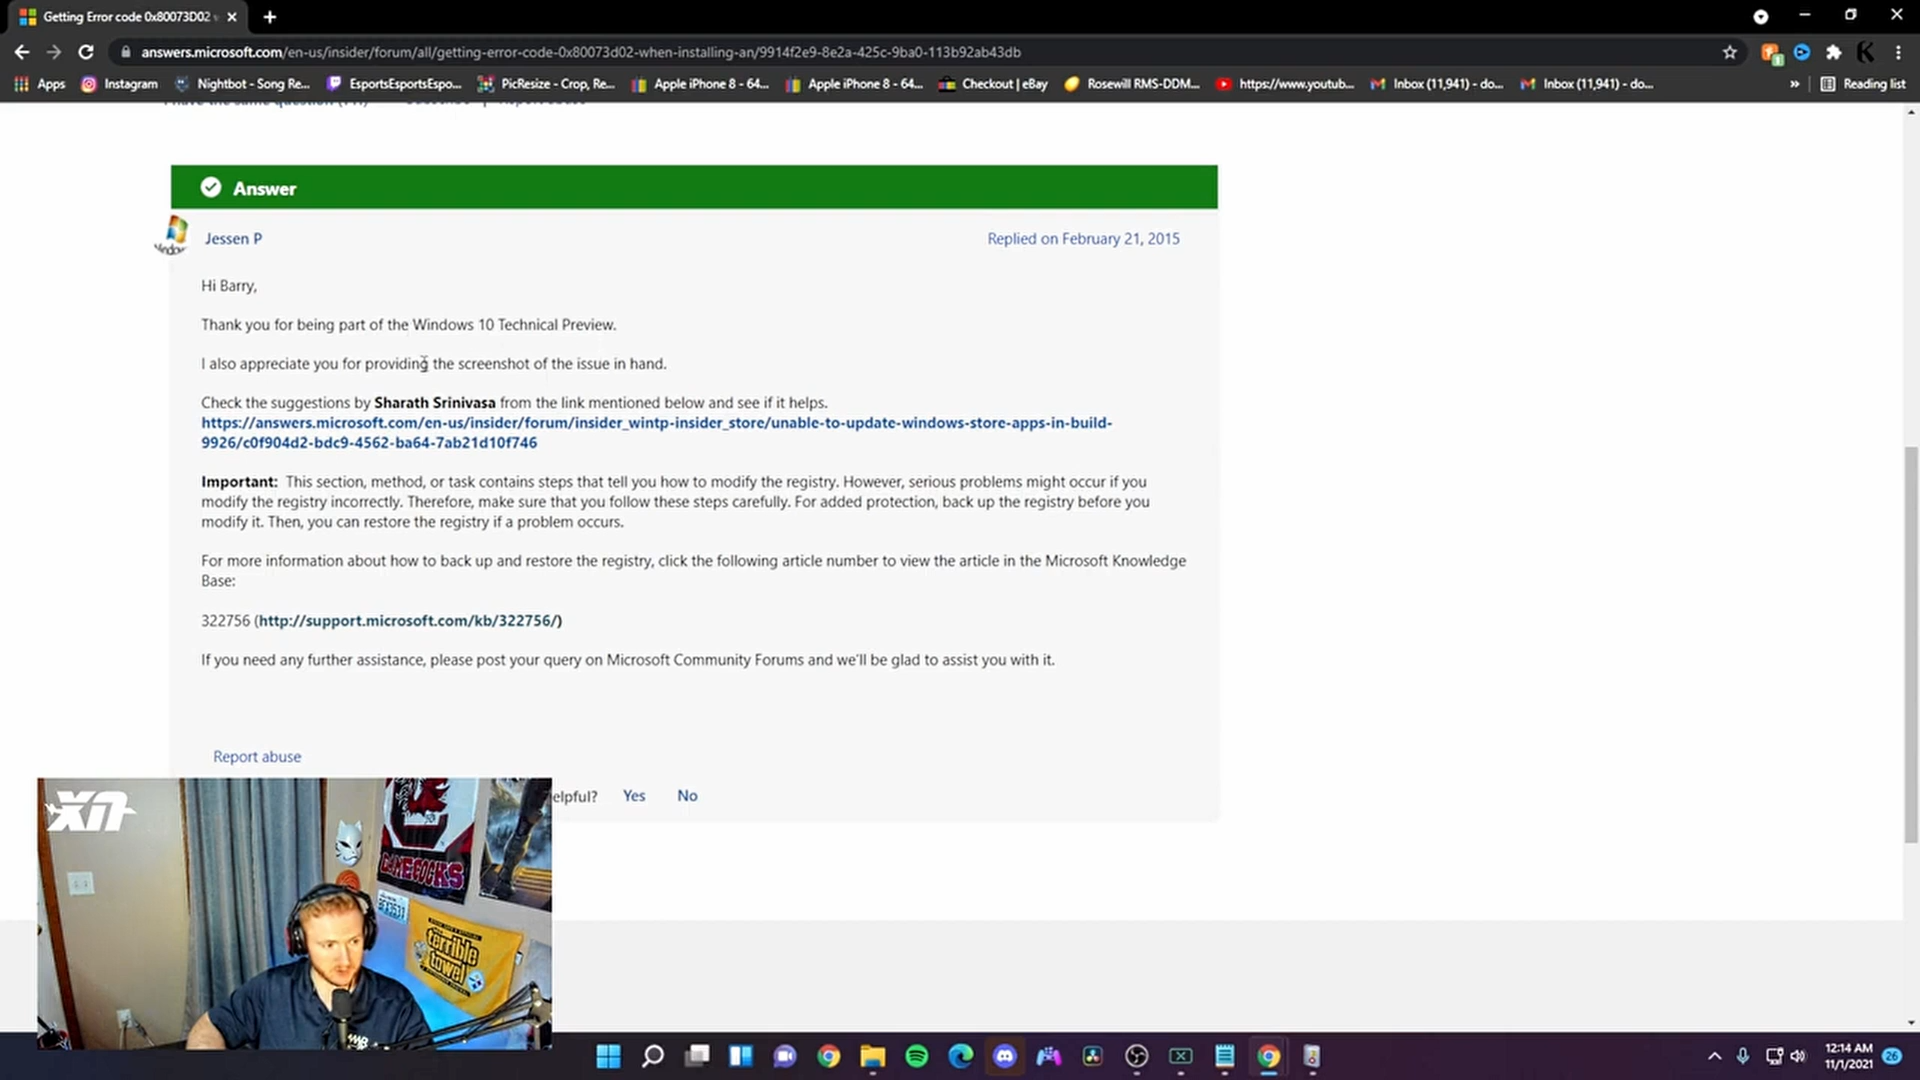 Getting Error code 0x80073D02 w
answers.microsoft.com/en-us/insider/forum/all/getting-error-code-0x80073d02-when-installing-an/9914f2e9-8e2a-425c-9ba0-113b92ab43db
Apps Instagram Nightbot - Song Re... EsportsEsportsEspo... PicResize - Crop, Re... Apple iPhone 8 - 64... Apple iPhone 8 - 64... Checkout | eBay Rosewill RMS-DDM... https://www.youtub... Inbox (11,941) - do... Inbox (11,941) - do... » Reading list
Answer
Jessen P Replied on February 21, 2015
Hi Barry,
Thank you for being part of the Windows 10 Technical Preview.
I also appreciate you for providing the screenshot of the issue in hand.
Check the suggestions by Sharath Srinivasa from the link mentioned below and see if it helps.
https://answers.microsoft.com/en-us/insider/forum/insider_wintp-insider_store/unable-to-update-windows-store-apps-in-build-
9926/c0f904d2-bdc9-4562-ba64-7ab21d10f746
Important: This section, method, or task contains steps that tell you how to modify the registry. However, serious problems might occur if you
modify the registry incorrectly. Therefore, make sure that you follow these steps carefully. For added protection, back up the registry before you
modify it. Then, you can restore the registry if a problem occurs.
For more information about how to back up and restore the registry, click the following article number to view the article in the Microsoft Knowledge
Base:
322756 (http://support.microsoft.com/kb/322756/)
If you need any further assistance, please post your query on Microsoft Community Forums and we'll be glad to assist you with it.
Report abuse
elpful? Yes No
XIT
GAMECOCKS
terrible
towel
12:14 AM
11/1/2021
26